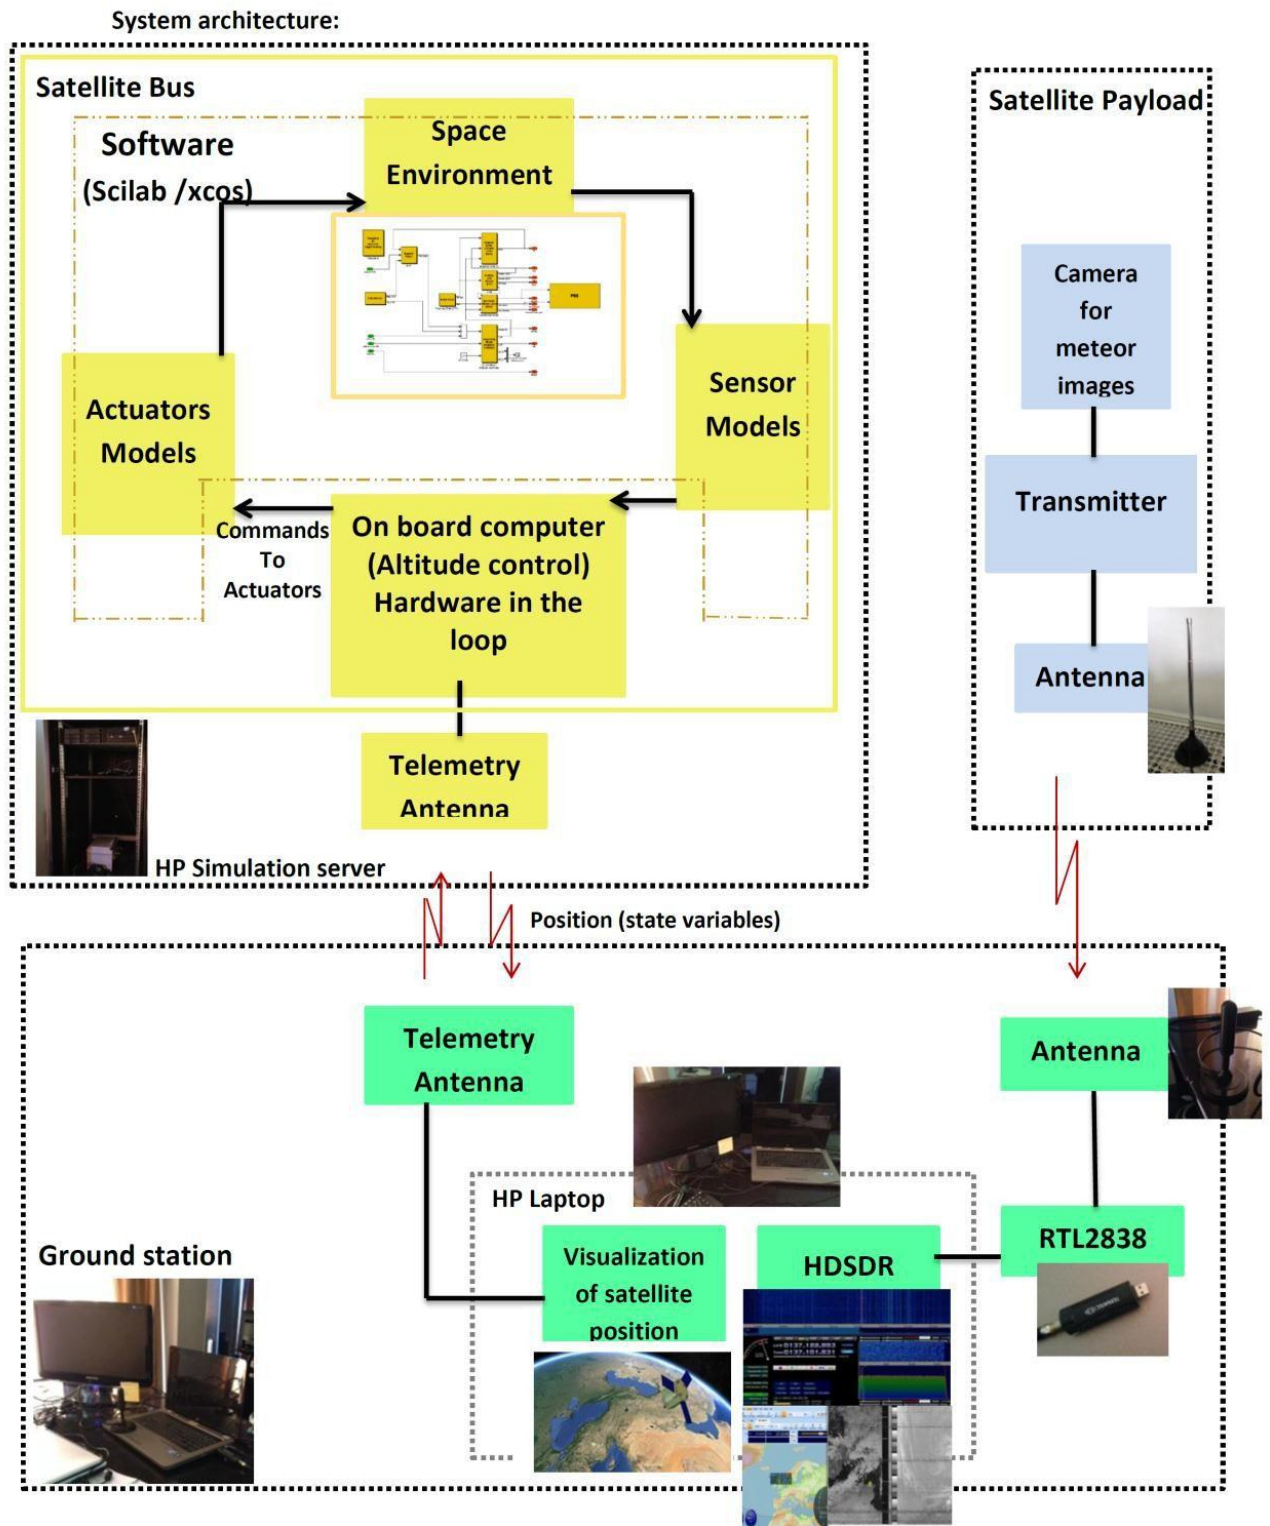 System architecture:
Satellite Bus
Software
(Scilab /xcos)
Space
Environment
Actuators
Models
Sensor
Models
Commands
To
Actuators
On board computer
(Altitude control)
Hardware in the
loop
Telemetry
Antenna
HP Simulation server
Satellite Payload
Camera
for
meteor
images
Transmitter
Antenna
Position (state variables)
Telemetry
Antenna
Antenna
HP Laptop
Ground station
Visualization
of satellite
position
HDSDR
RTL2838